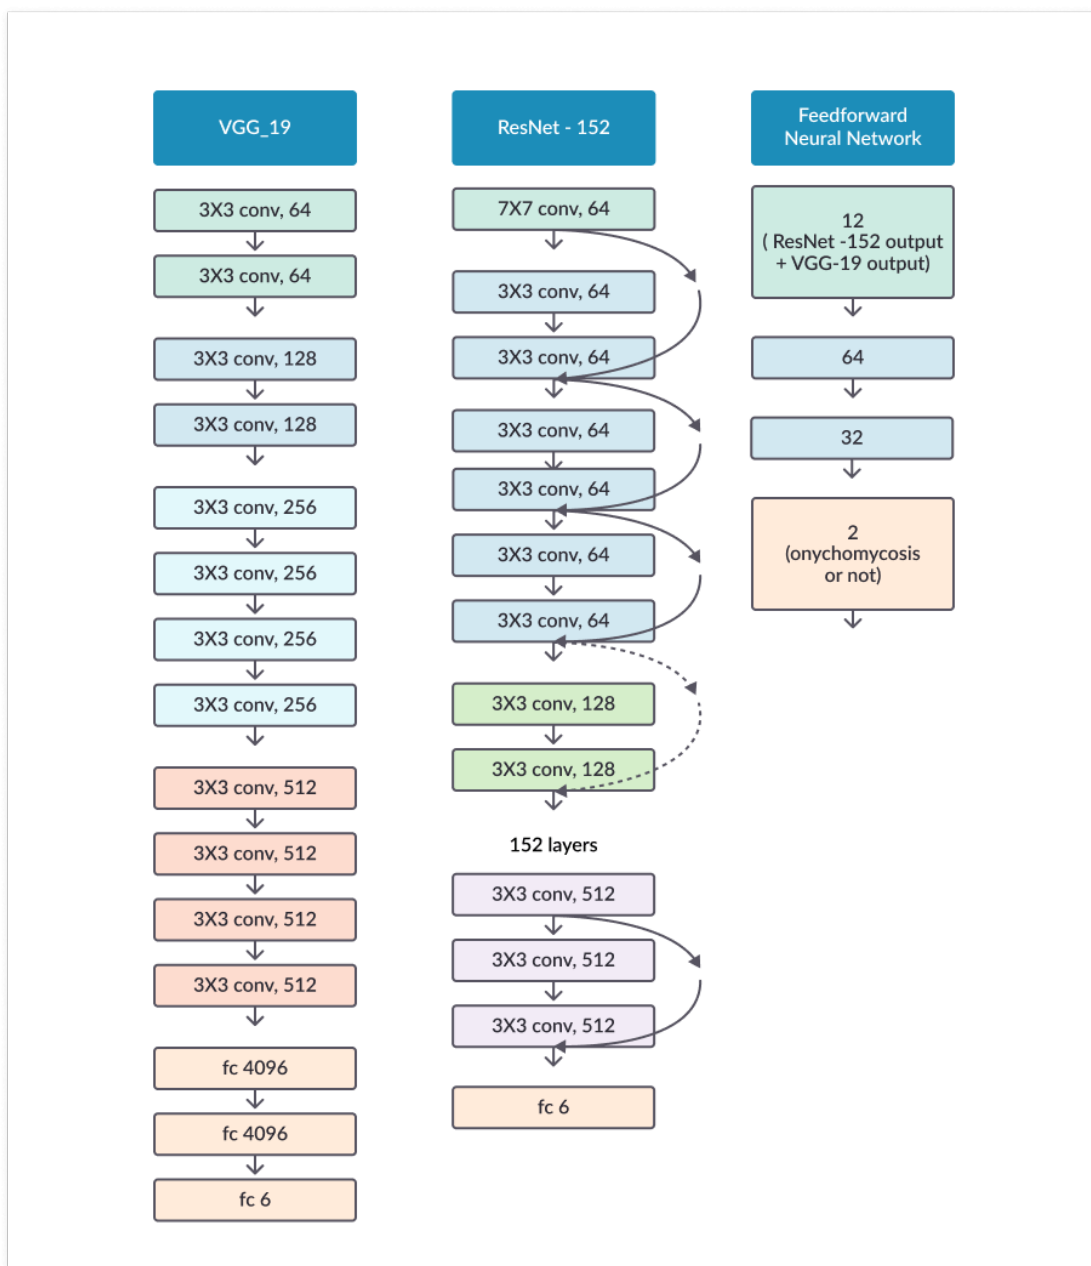 VGG_19
3X3 conv, 64
3X3 conv, 64
3X3 conv, 128
3X3 conv, 128
3X3 conv, 256
3X3 conv, 256
3X3 conv, 256
3X3 conv, 256
3X3 conv, 512
3X3 conv, 512
3X3 conv, 512
3X3 conv, 512
fc 4096
fc 4096
fc 6
ResNet - 152
7X7 conv, 64
3X3 conv, 64
3X3 conv, 64
3X3 conv, 64
3X3 conv, 64
3X3 conv, 64
3X3 conv, 64
3X3 conv, 128
3X3 conv, 128
152 layers
3X3 conv, 512
3X3 conv, 512
3X3 conv, 512
fc 6
Feedforward
Neural Network
12
( ResNet -152 output
+ VGG-19 output)
64
32
2
(onychomycosis
or not)